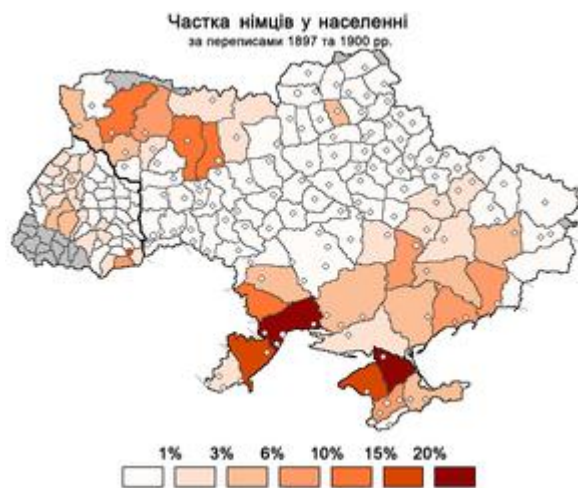 Частка німців у населенні
за переписами 1897 та 1900 рр.
1% 3% 6% 10% 15% 20%